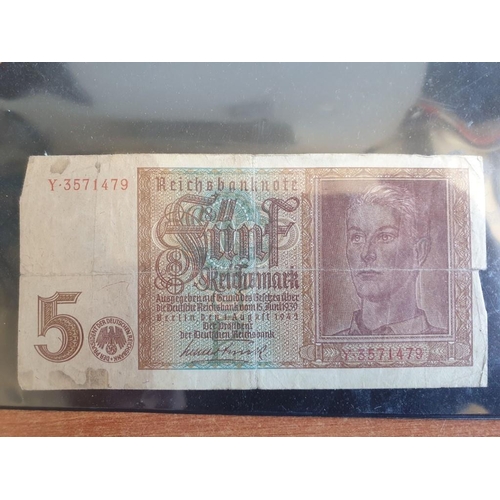 Y·3571479
Reichsbanknote
Fünf
Reichsmark
Ausgegeben auf Grund des Gesetzes über
die Deutsche Reichsbank vom 15. Juni 1939
Berlin, den 1. August 1942
Der Präsident
der Deutschen Reichsbank
5
Y·3571479